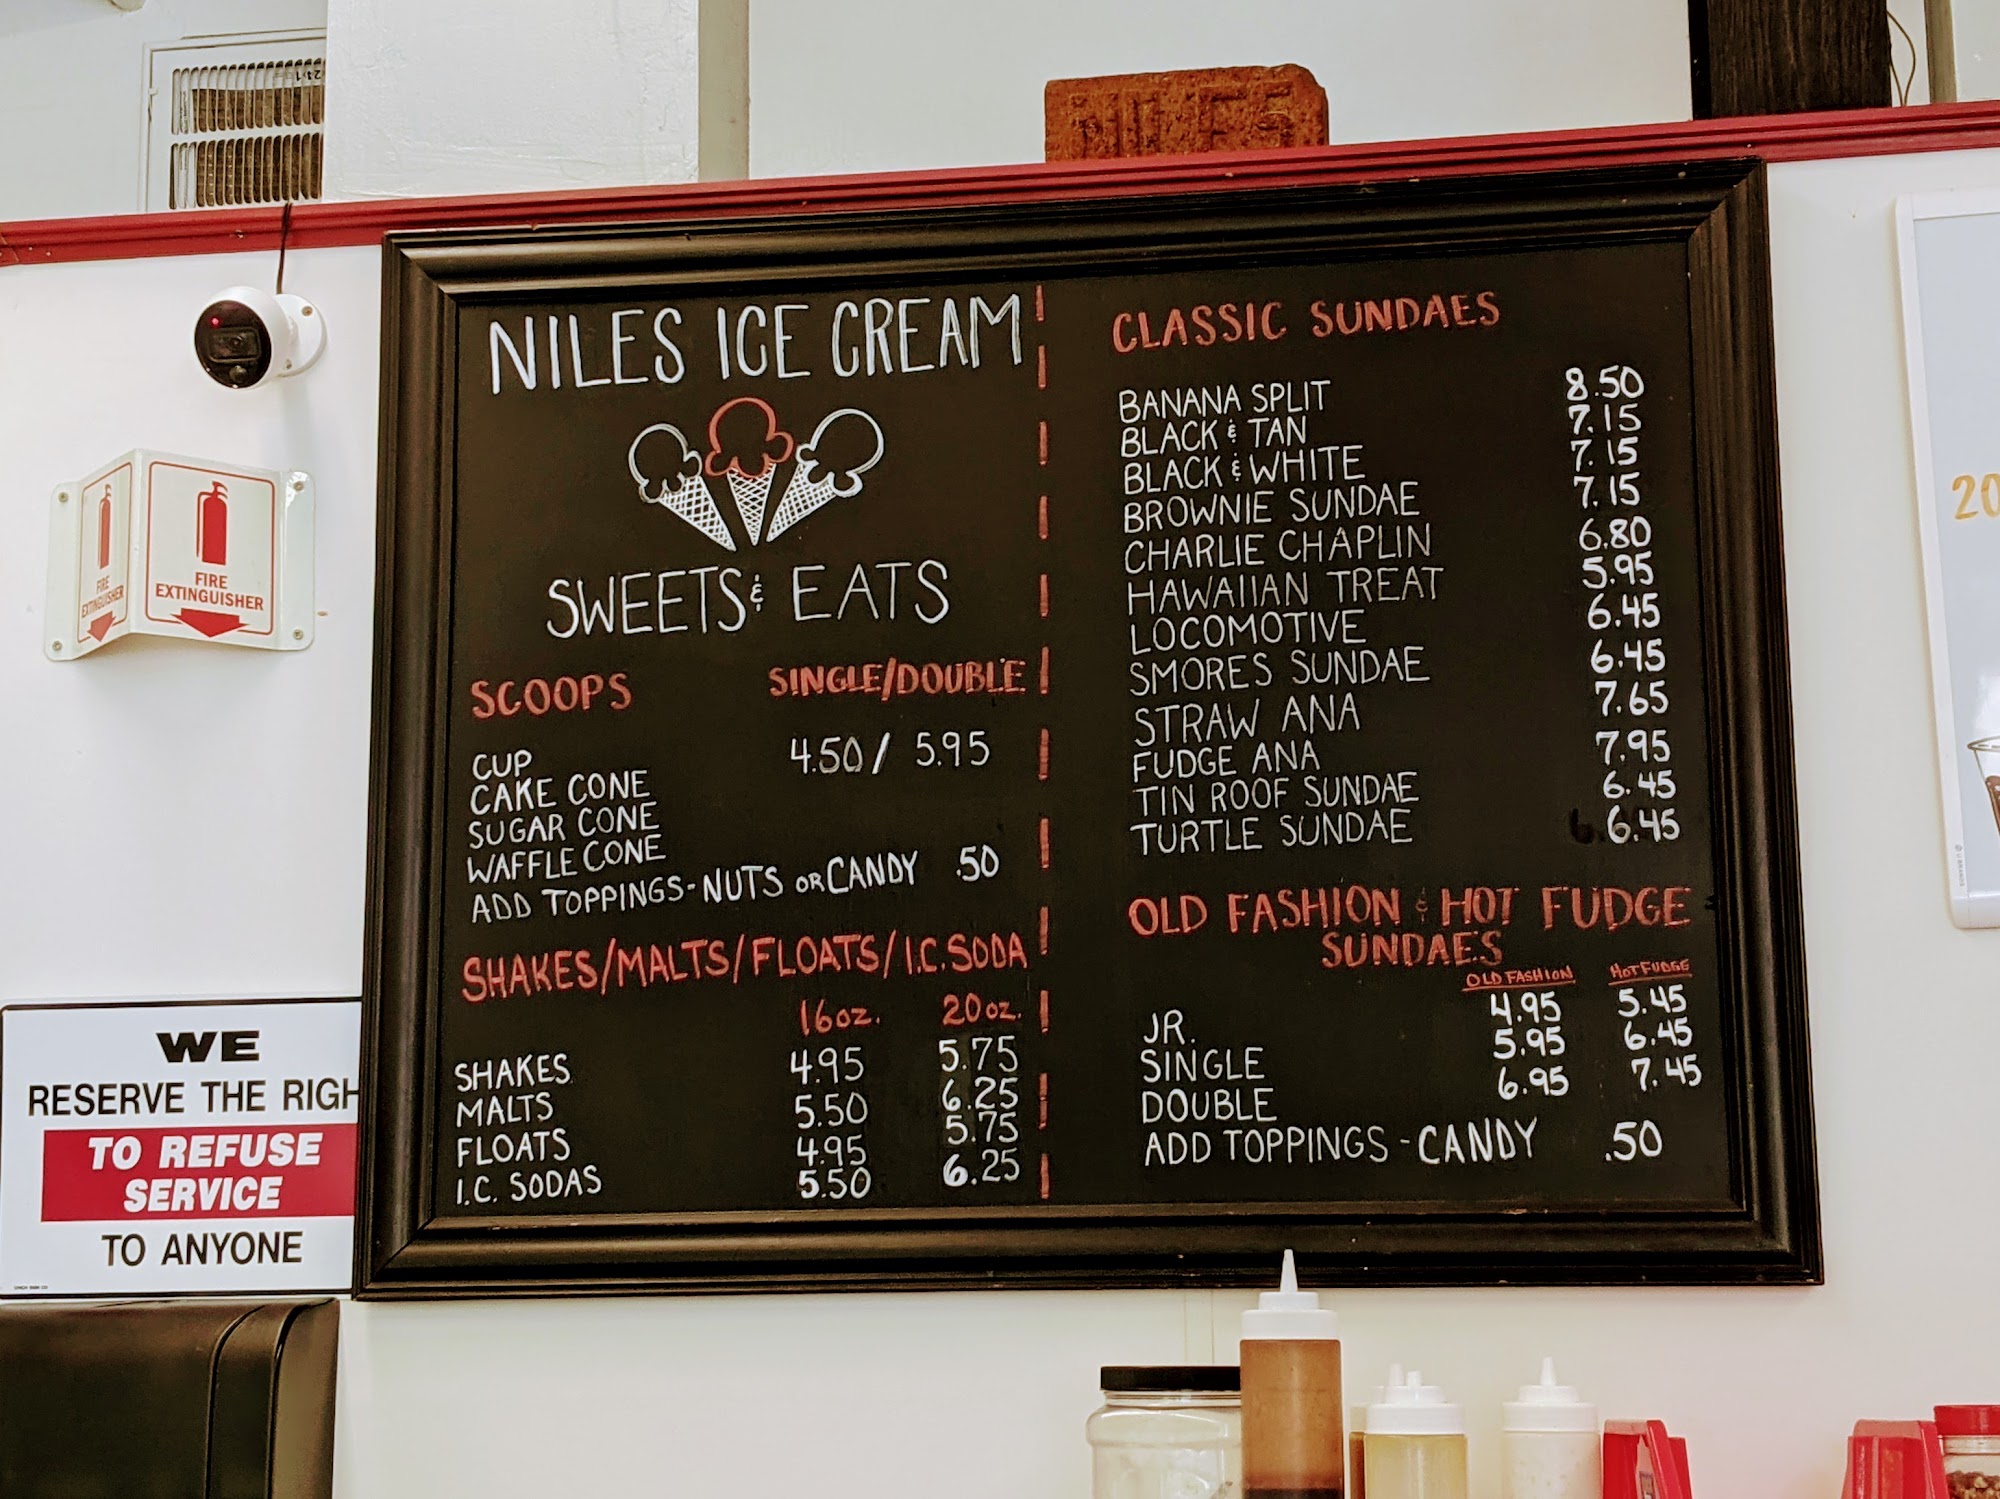 NILES
NILES ICE CREAM
SWEETS & EATS
SCOOPS SINGLE/DOUBLE
CUP 4.50 / 5.95
CAKE CONE
SUGAR CONE
WAFFLE CONE
ADD TOPPINGS - NUTS OR CANDY .50
SHAKES/MALTS/FLOATS/I.C. SODA
16 oz. 20 oz.
SHAKES 4.95 5.75
MALTS 5.50 6.25
FLOATS 4.95 5.75
I.C. SODAS 5.50 6.25
CLASSIC SUNDAES
BANANA SPLIT 8.50
BLACK & TAN 7.15
BLACK & WHITE 7.15
BROWNIE SUNDAE 7.15
CHARLIE CHAPLIN 6.80
HAWAIIAN TREAT 5.95
LOCOMOTIVE 6.45
SMORES SUNDAE 6.45
STRAW ANA 7.65
FUDGE ANA 7.95
TIN ROOF SUNDAE 6.45
TURTLE SUNDAE 6.45
OLD FASHION & HOT FUDGE
SUNDAES
OLD FASHION HOT FUDGE
JR. 4.95 5.45
SINGLE 5.95 6.45
DOUBLE 6.95 7.45
ADD TOPPINGS - CANDY .50
FIRE
EXTINGUISHER
FIRE
EXTINGUISHER
WE
RESERVE THE RIGH
TO REFUSE
SERVICE
TO ANYONE
20